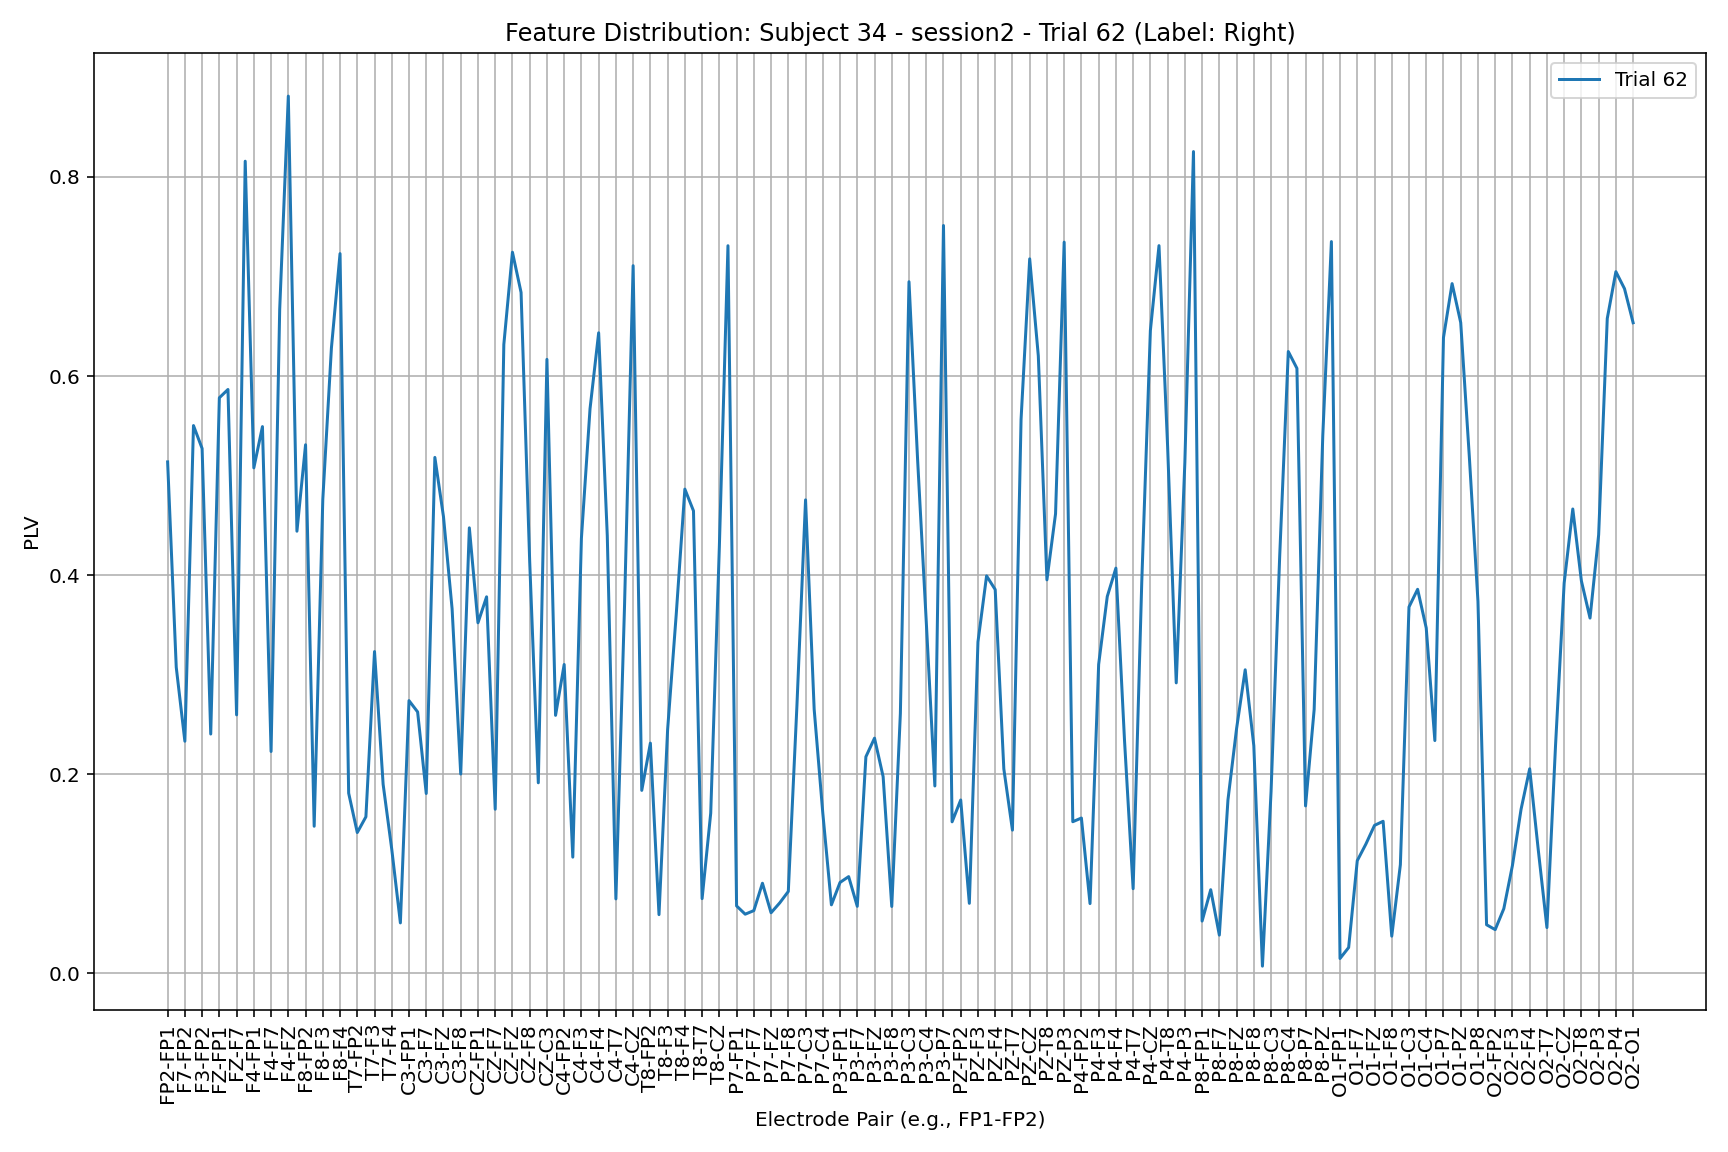 Feature Distribution: Subject 34 - session2 - Trial 62 (Label: Right)
Trial 62
PLV
0.8
0.6
0.4
0.2
0.0
FP2-FP1
F7-FP2
F3-FP2
FZ-FP1
FZ-F7
F4-FP1
F4-F7
F4-FZ
F8-FP2
F8-F3
F8-F4
T7-FP2
T7-F3
T7-F4
C3-FP1
C3-F7
C3-FZ
C3-F8
CZ-FP1
CZ-F7
CZ-FZ
CZ-F8
CZ-C3
C4-FP2
C4-F3
C4-F4
C4-T7
C4-CZ
T8-FP2
T8-F3
T8-F4
T8-T7
T8-CZ
P7-FP1
P7-F7
P7-FZ
P7-F8
P7-C3
P7-C4
P3-FP1
P3-F7
P3-FZ
P3-F8
P3-C3
P3-C4
P3-P7
PZ-FP2
PZ-F3
PZ-F4
PZ-T7
PZ-CZ
PZ-T8
PZ-P3
P4-FP2
P4-F3
P4-F4
P4-T7
P4-CZ
P4-T8
P4-P3
P8-FP1
P8-F7
P8-FZ
P8-F8
P8-C3
P8-C4
P8-P7
P8-PZ
O1-FP1
O1-F7
O1-FZ
O1-F8
O1-C3
O1-C4
O1-P7
O1-PZ
O1-P8
O2-FP2
O2-F3
O2-F4
O2-T7
O2-CZ
O2-T8
O2-P3
O2-P4
O2-O1
Electrode Pair (e.g., FP1-FP2)